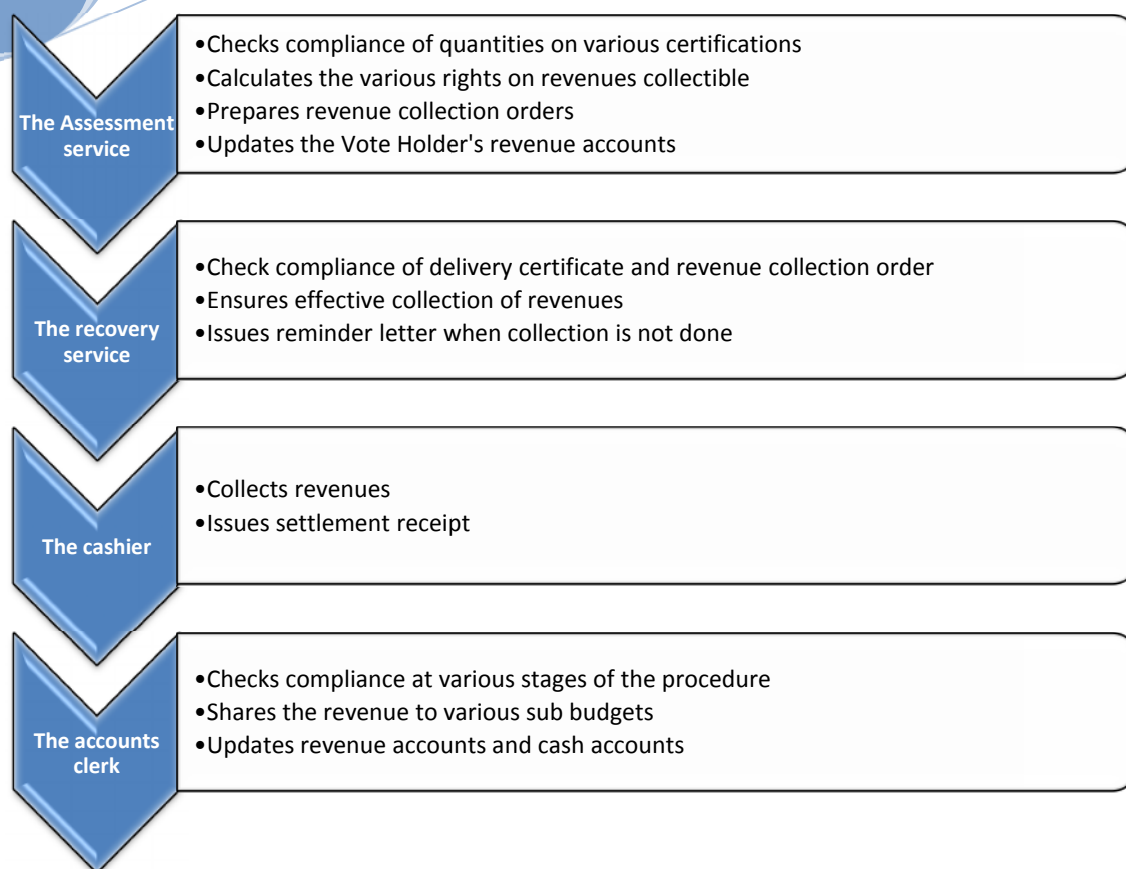 The Assessment
service
•Checks compliance of quantities on various certifications
•Calculates the various rights on revenues collectible
•Prepares revenue collection orders
•Updates the Vote Holder's revenue accounts
The recovery
service
•Check compliance of delivery certificate and revenue collection order
•Ensures effective collection of revenues
•Issues reminder letter when collection is not done
The cashier
•Collects revenues
•Issues settlement receipt
The accounts
clerk
•Checks compliance at various stages of the procedure
•Shares the revenue to various sub budgets
•Updates revenue accounts and cash accounts